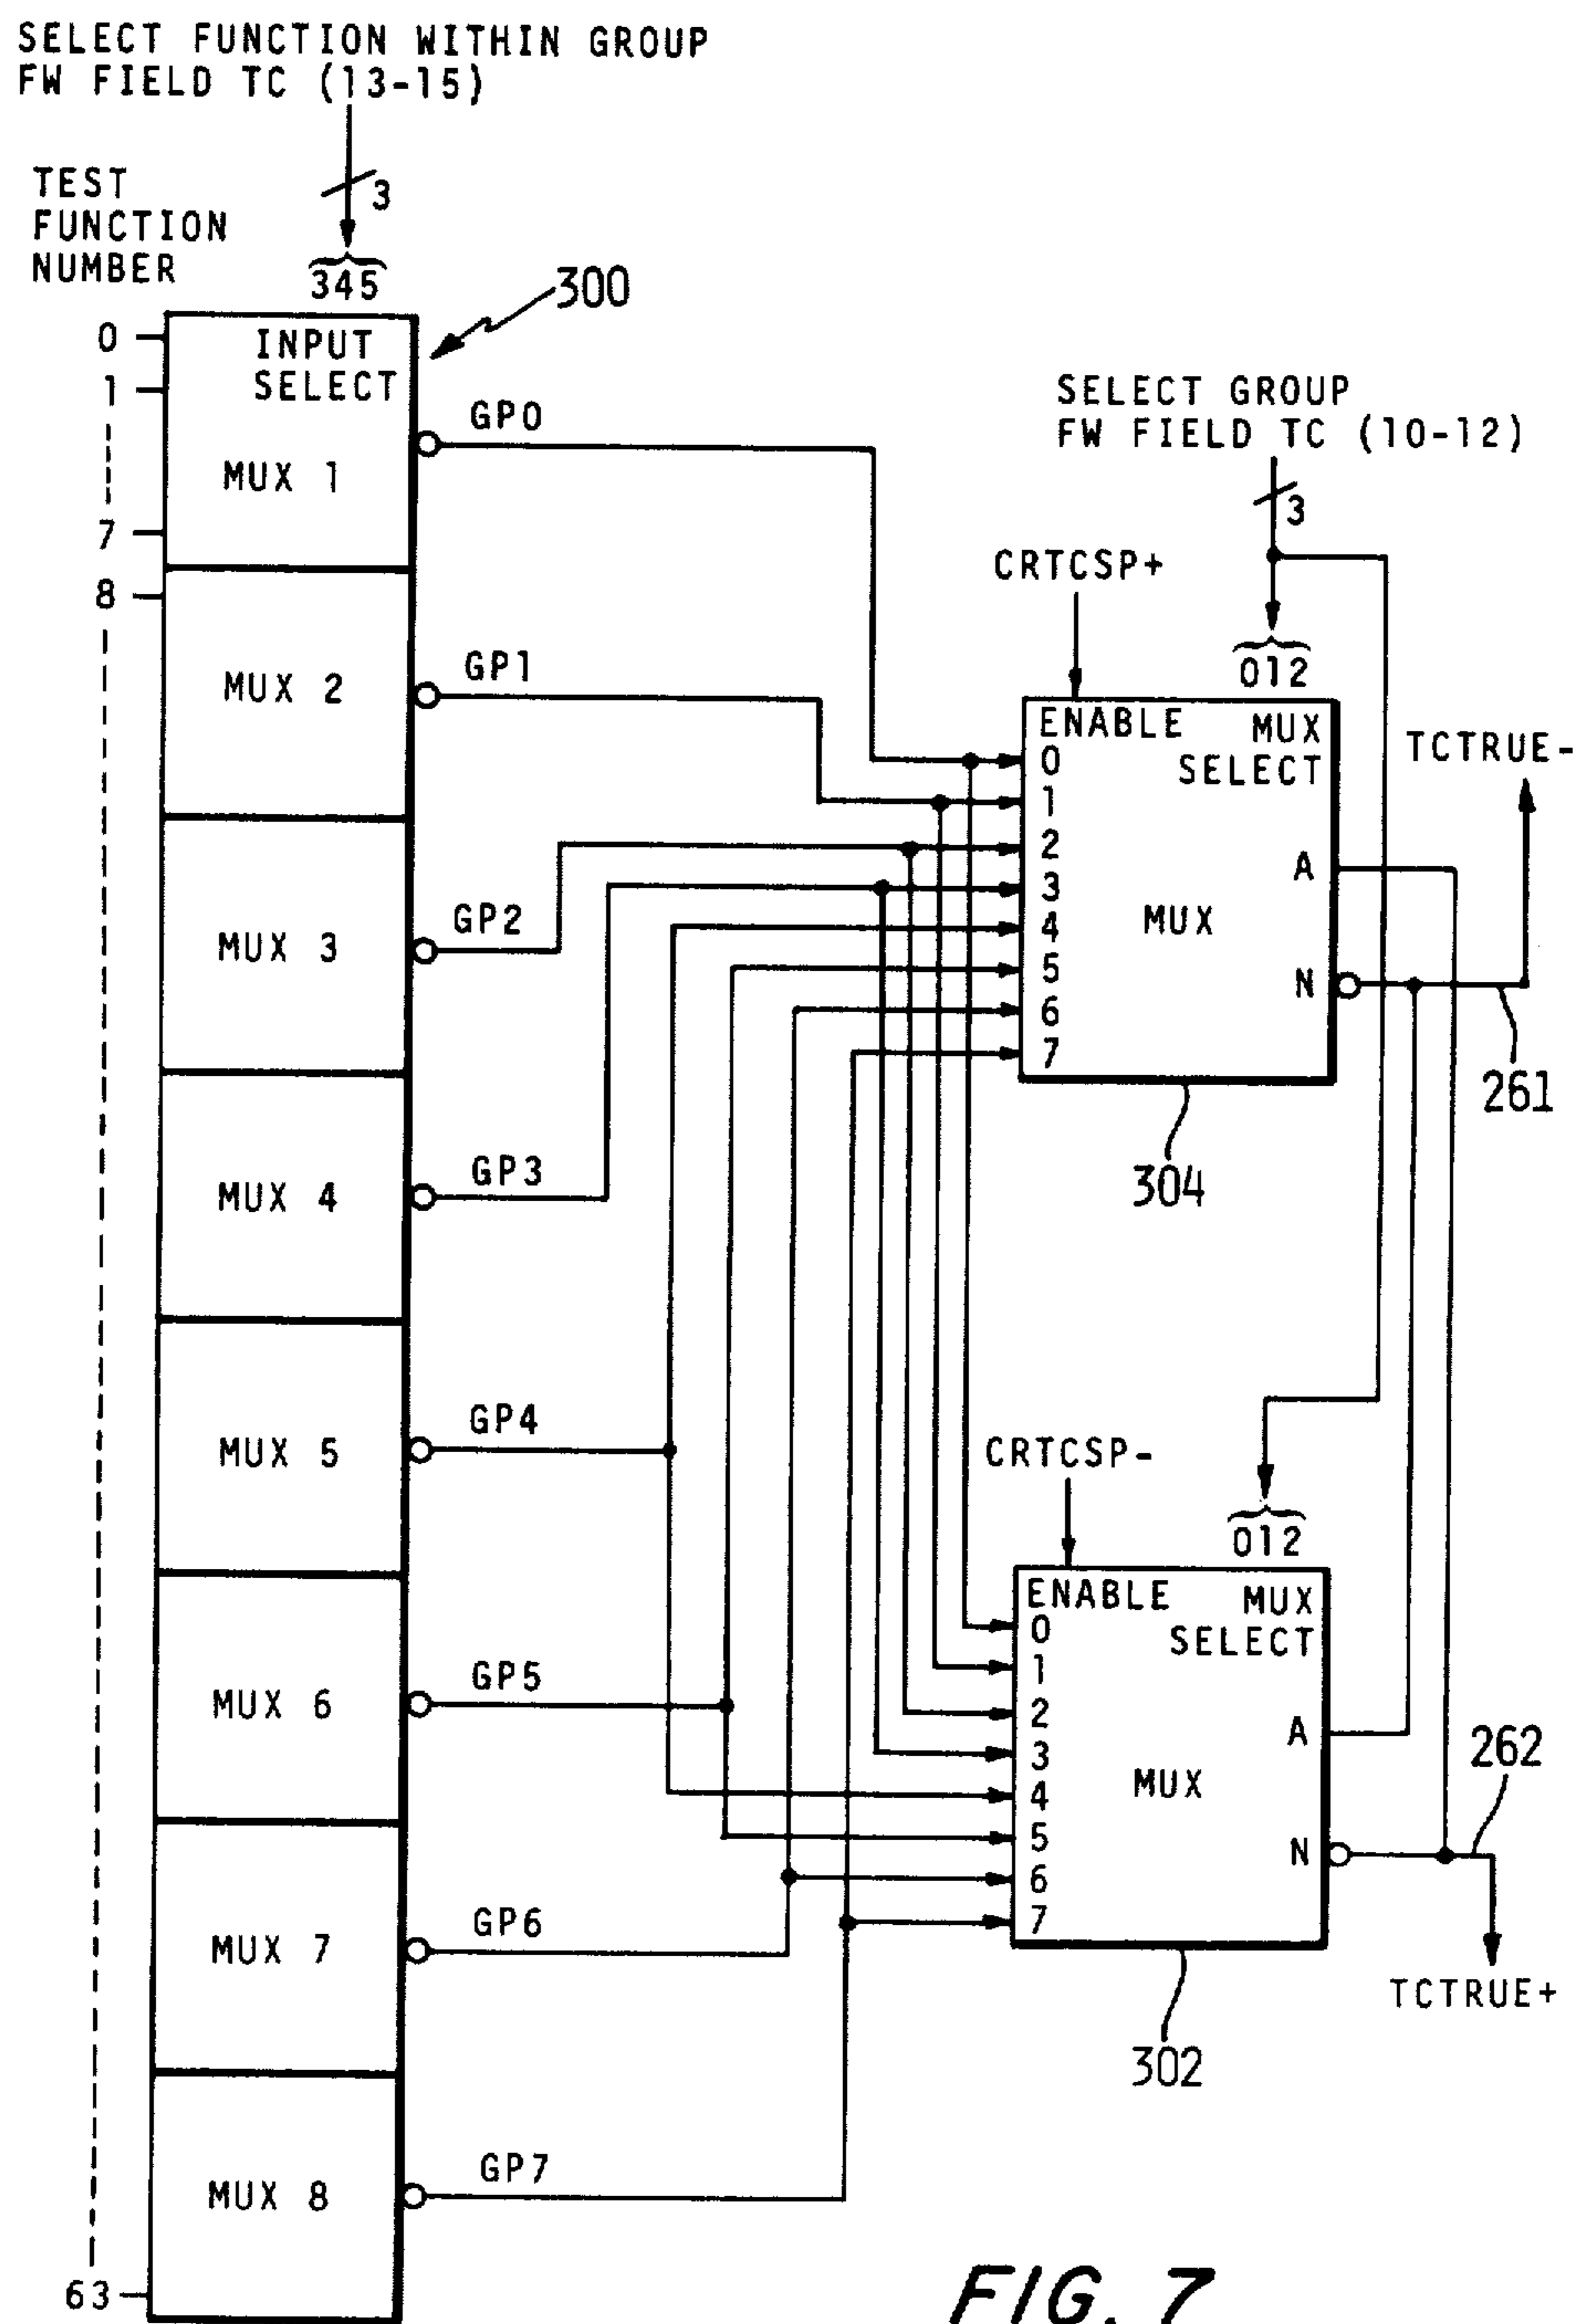 SELECT FUNCTION WITHIN GROUP
FW FIELD TC (13-15)
3
TEST
FUNCTION
NUMBER
345
300
0
1
7
8
63
INPUT
SELECT
MUX 1
MUX 2
MUX 3
MUX 4
MUX 5
MUX 6
MUX 7
MUX 8
GP0
GP1
GP2
GP3
GP4
GP5
GP6
GP7
SELECT GROUP
FW FIELD TC (10-12)
3
CRTCSP+
012
ENABLE
MUX
SELECT
0
1
2
3
4
5
6
7
MUX
A
N
TCTRUE-
261
304
CRTCSP-
012
ENABLE
MUX
SELECT
0
1
2
3
4
5
6
7
MUX
A
N
262
TCTRUE+
302
FIG. 7